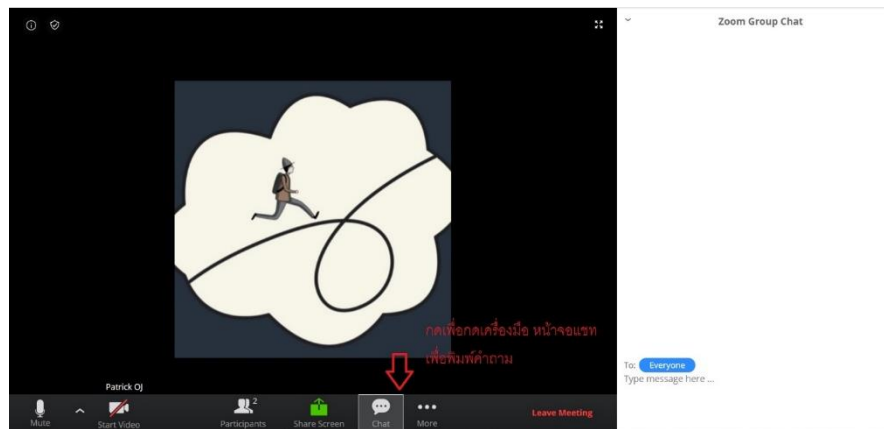 Zoom Group Chat
กดเพื่อกดเครื่องมือ หน้าจอแชท
เพื่อพิมพ์คำถาม
To: Everyone
Type message here ...
Patrick OJ
Mute
Start Video
2
Participants
Share Screen
Chat
More
Leave Meeting